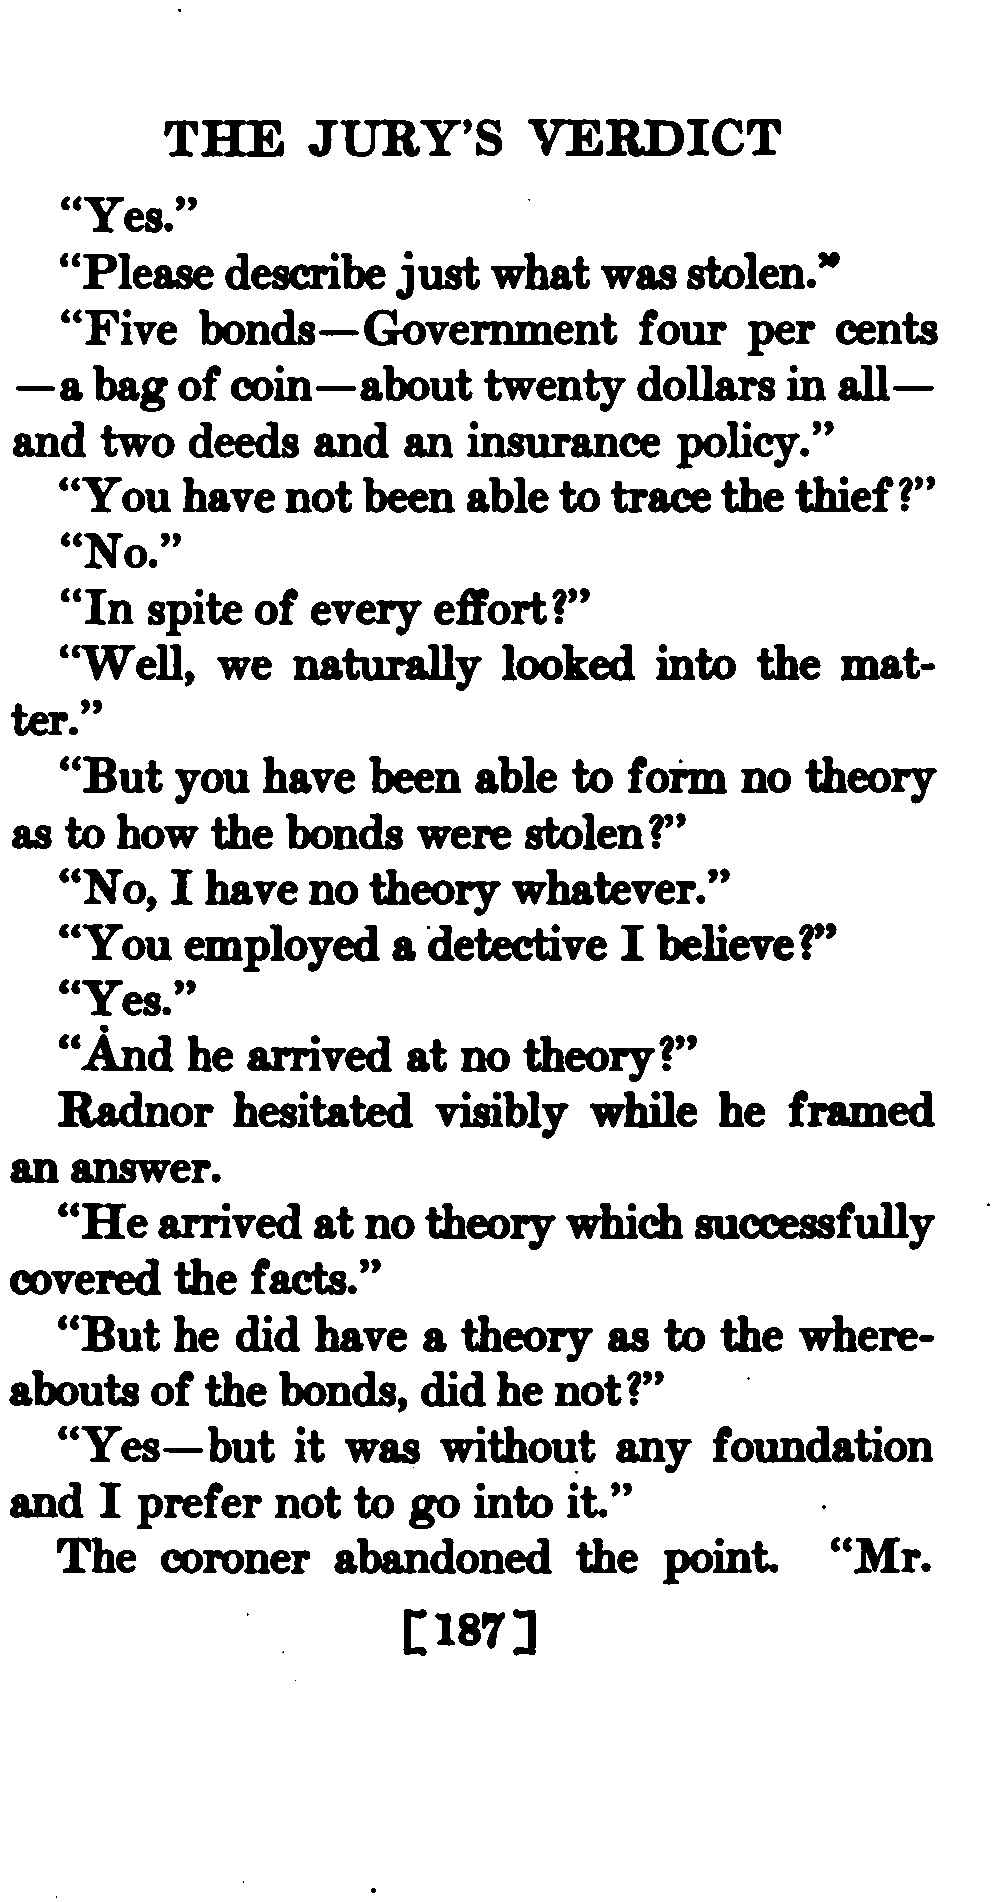 THE JURY'S VERDICT
“Yes.”
“Please describe just what was stolen.”
“Five bonds—Government four per cents
—a bag of coin—about twenty dollars in all—
and two deeds and an insurance policy.”
“You have not been able to trace the thief?”
“No.”
“In spite of every effort?”
“Well, we naturally looked into the mat-
ter.”
“But you have been able to form no theory
as to how the bonds were stolen?”
“No, I have no theory whatever.”
“You employed a detective I believe?”
“Yes.”
“And he arrived at no theory?”
Radnor hesitated visibly while he framed
an answer.
“He arrived at no theory which successfully
covered the facts.”
“But he did have a theory as to the where-
abouts of the bonds, did he not?”
“Yes—but it was without any foundation
and I prefer not to go into it.”
The coroner abandoned the point. “Mr.
[187]